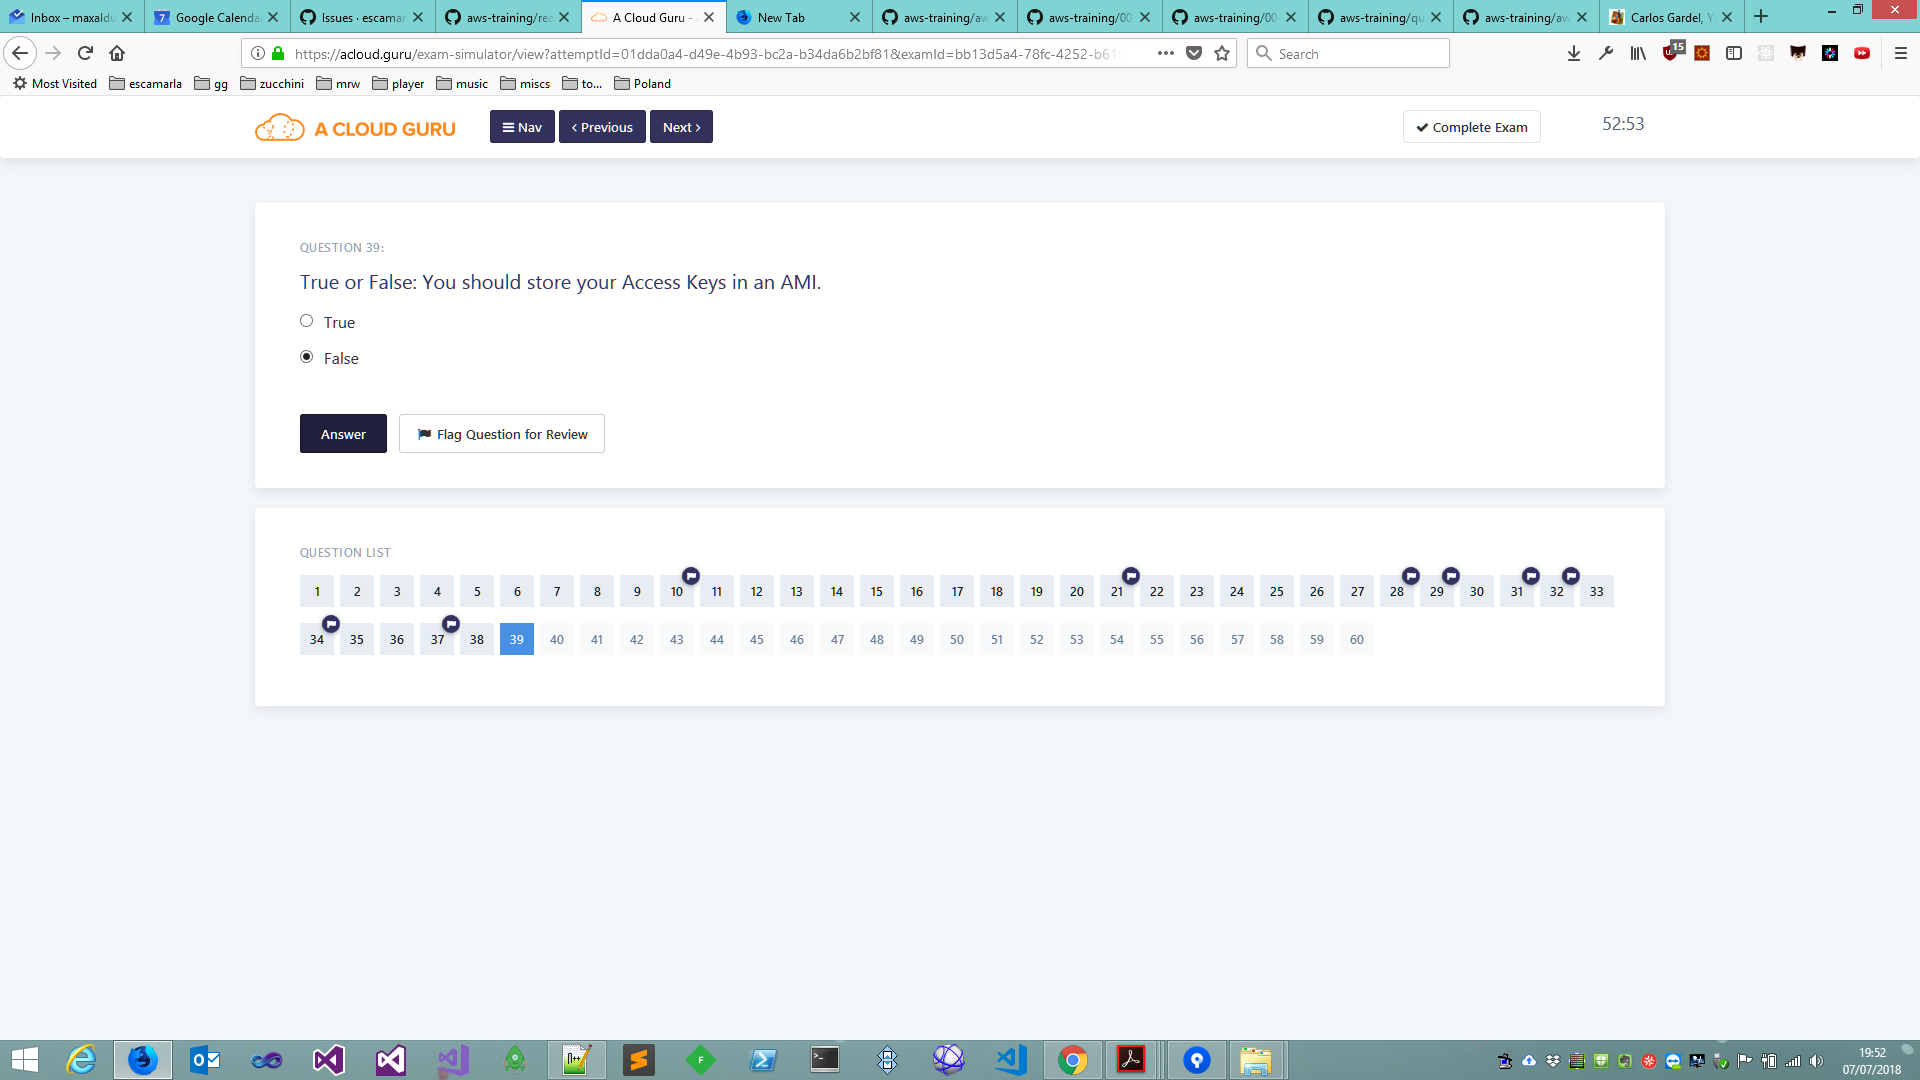 Inbox – maxaldu
Google Calenda
Issues · escamar
aws-training/rea
A Cloud Guru - 
New Tab
aws-training/aw
aws-training/00
aws-training/00
aws-training/qu
aws-training/aw
Carlos Gardel, Y
https://acloud.guru/exam-simulator/view?attemptId=01dda0a4-d49e-4b93-bc2a-b34da6b2bf81&examId=bb13d5a4-78fc-4252-b61
Search
15
Most Visited
escamarla
gg
zucchini
mrw
player
music
miscs
to...
Poland
A CLOUD GURU
Nav
Previous
Next
Complete Exam
52:53
QUESTION 39:
True or False: You should store your Access Keys in an AMI.
True
False
Answer
Flag Question for Review
QUESTION LIST
1 2 3 4 5 6 7 8 9 10 11 12 13 14 15 16 17 18 19 20 21 22 23 24 25 26 27 28 29 30 31 32 33
34 35 36 37 38 39 40 41 42 43 44 45 46 47 48 49 50 51 52 53 54 55 56 57 58 59 60
19:52
07/07/2018